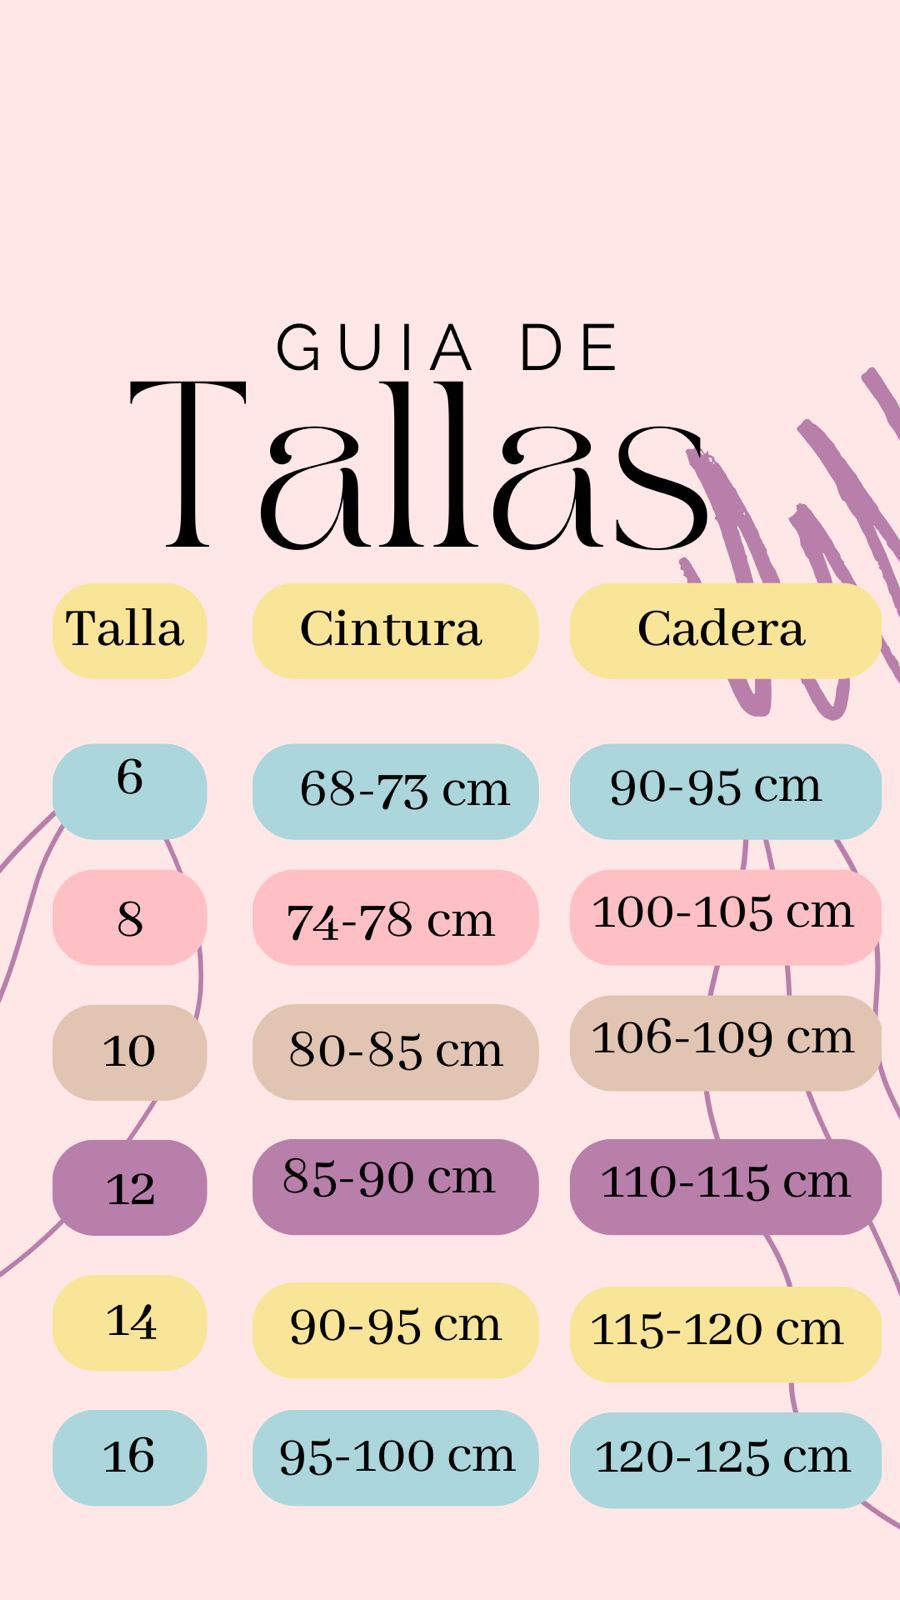 GUIA DE
Tallas
Talla Cintura Cadera
6 68-73 cm 90-95 cm
8 74-78 cm 100-105 cm
10 80-85 cm 106-109 cm
12 85-90 cm 110-115 cm
14 90-95 cm 115-120 cm
16 95-100 cm 120-125 cm